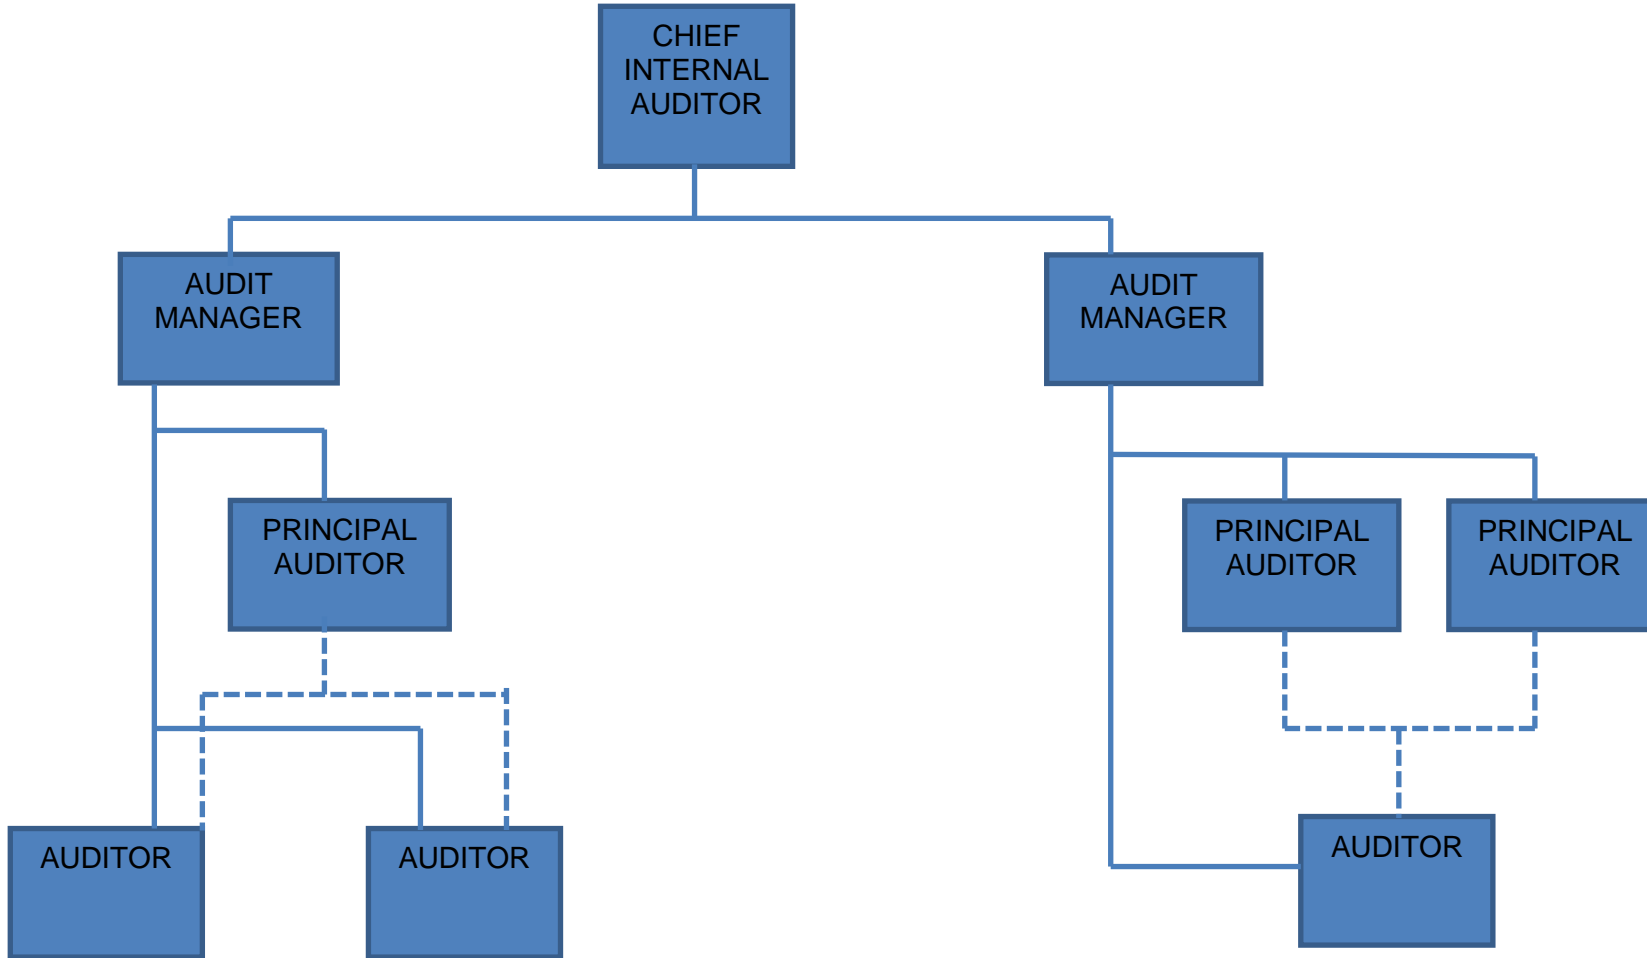 CHIEF
INTERNAL
AUDITOR
AUDIT
MANAGER
AUDIT
MANAGER
PRINCIPAL
AUDITOR
PRINCIPAL
AUDITOR
PRINCIPAL
AUDITOR
AUDITOR
AUDITOR
AUDITOR